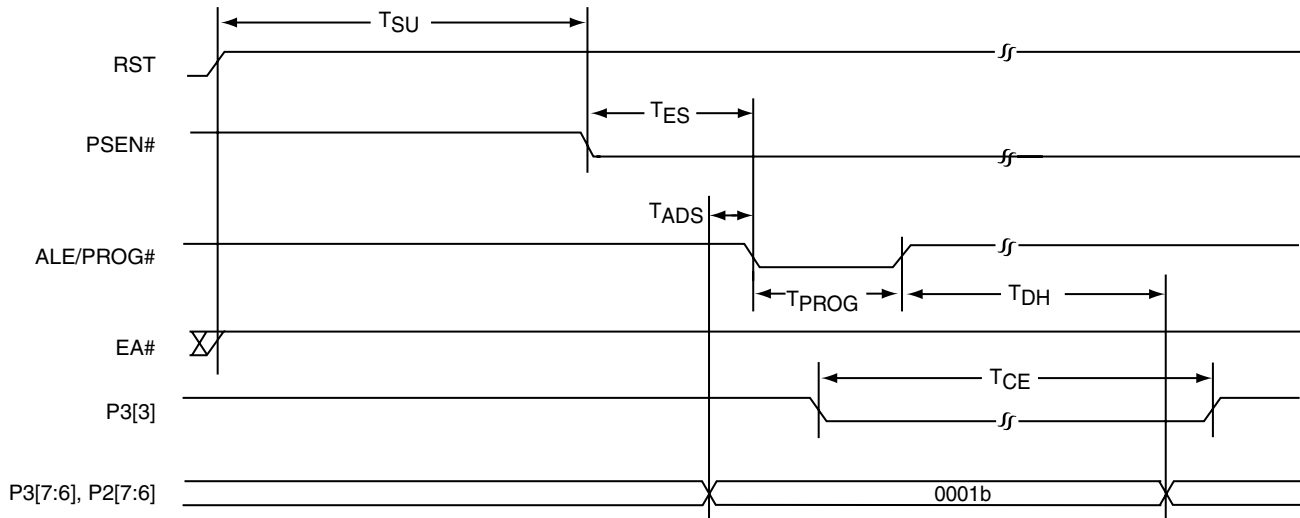 TSU
RST
TES
PSEN#
TADS
ALE/PROG#
TPROG
TDH
EA#
TCE
P3[3]
P3[7:6], P2[7:6]
0001b